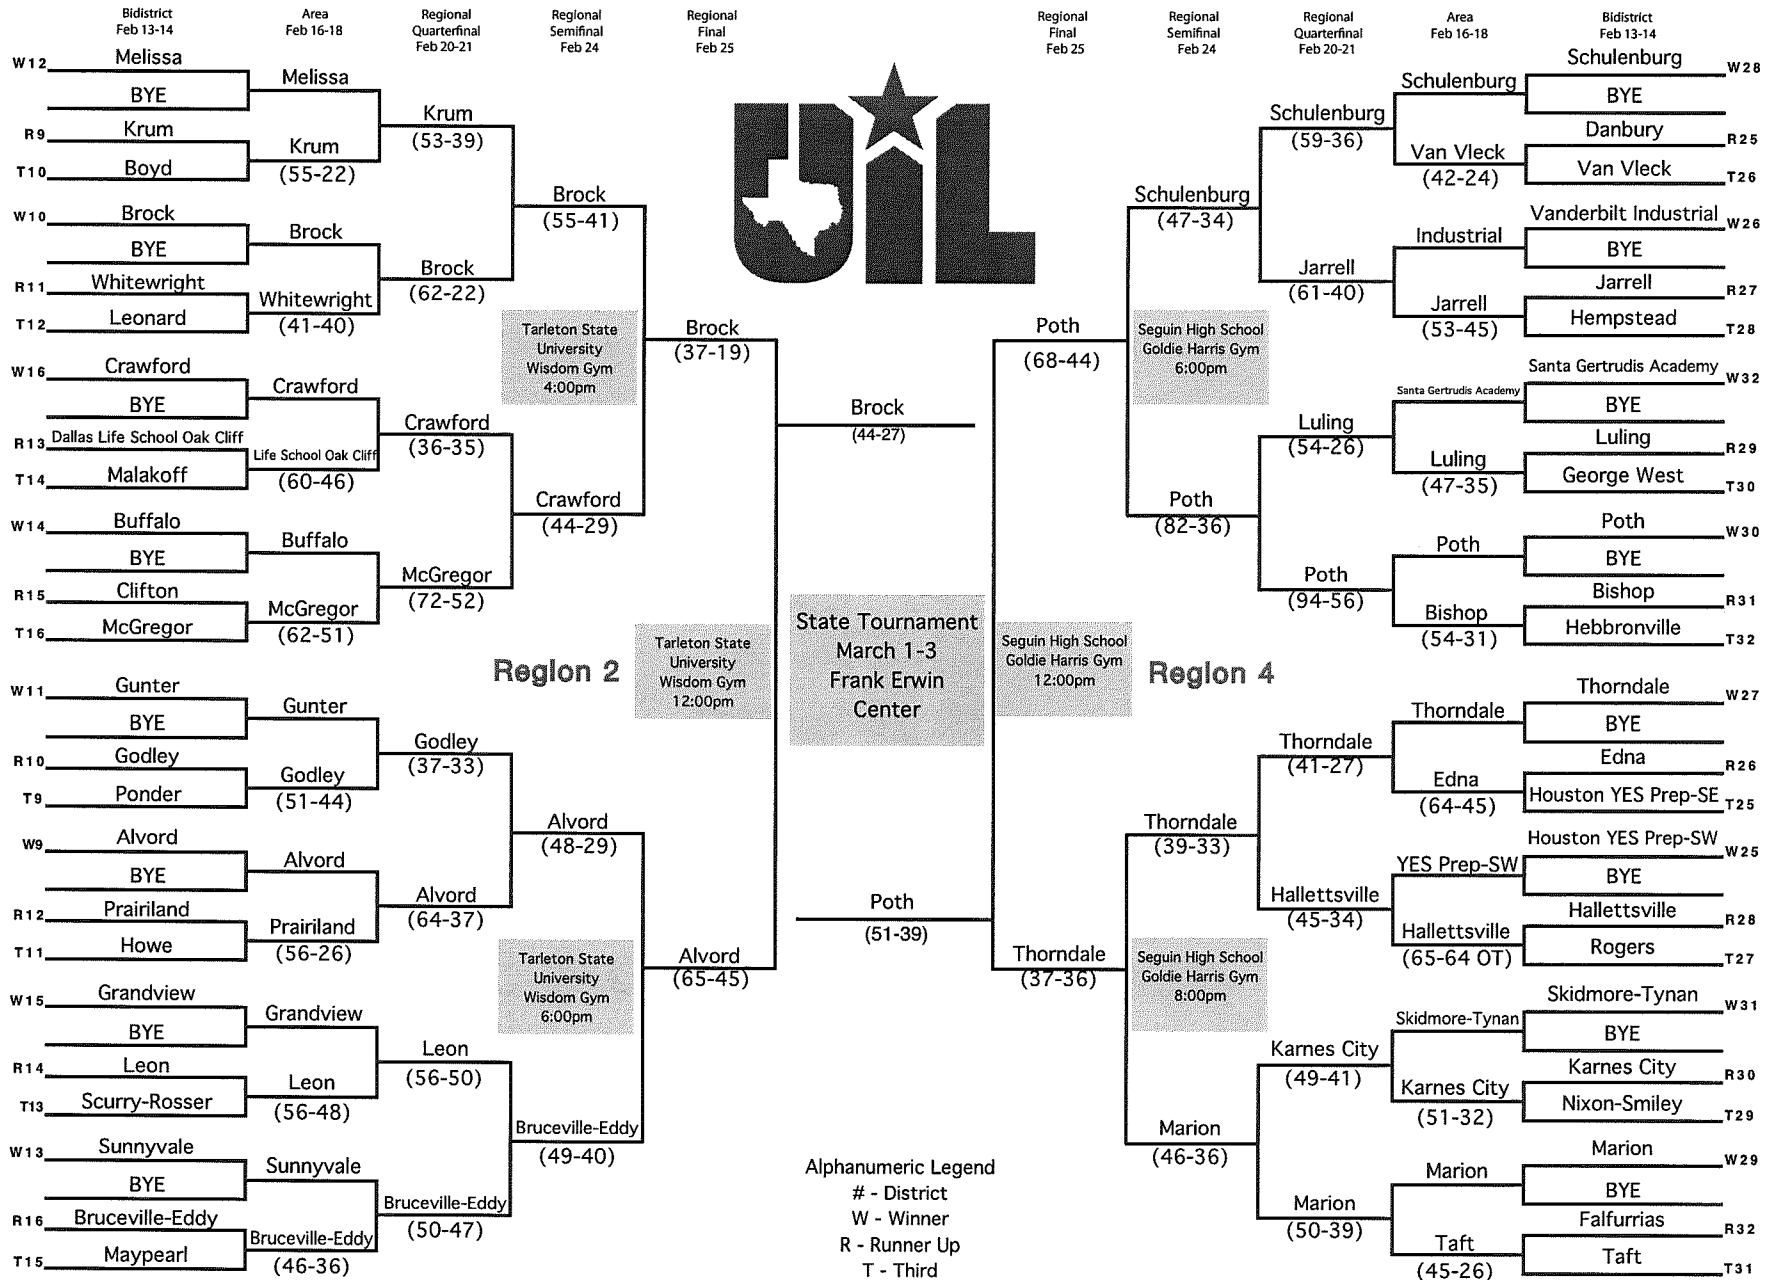 Bidistrict
Feb 13-14
Area
Feb 16-18
Regional
Quarterfinal
Feb 20-21
Regional
Semifinal
Feb 24
Regional
Final
Feb 25
Regional
Final
Feb 25
Regional
Semifinal
Feb 24
Regional
Quarterfinal
Feb 20-21
Area
Feb 16-18
Bidistrict
Feb 13-14
UIL
W12 Melissa
BYE
R9 Krum
T10 Boyd
W10 Brock
BYE
R11 Whitewright
T12 Leonard
W16 Crawford
BYE
R13 Dallas Life School Oak Cliff
T14 Malakoff
W14 Buffalo
BYE
R15 Clifton
T16 McGregor
W11 Gunter
BYE
R10 Godley
T9 Ponder
W9 Alvord
BYE
R12 Prairiland
T11 Howe
W15 Grandview
BYE
R14 Leon
T13 Scurry-Rosser
W13 Sunnyvale
BYE
R16 Bruceville-Eddy
T15 Maypearl
Melissa
Krum
(55-22)
Brock
Whitewright
(41-40)
Crawford
Life School Oak Cliff
(60-46)
Buffalo
McGregor
(62-51)
Gunter
Godley
(51-44)
Alvord
Prairiland
(56-26)
Grandview
Leon
(56-48)
Sunnyvale
Bruceville-Eddy
(46-36)
Krum
(53-39)
Brock
(62-22)
Crawford
(36-35)
McGregor
(72-52)
Godley
(37-33)
Alvord
(64-37)
Leon
(56-50)
Bruceville-Eddy
(50-47)
Brock
(55-41)
Tarleton State
University
Wisdom Gym
4:00pm
Crawford
(44-29)
Region 2
Alvord
(48-29)
Tarleton State
University
Wisdom Gym
6:00pm
Bruceville-Eddy
(49-40)
Brock
(37-19)
Tarleton State
University
Wisdom Gym
12:00pm
Alvord
(65-45)
Brock
(44-27)
State Tournament
March 1-3
Frank Erwin
Center
Poth
(51-39)
Alphanumeric Legend
# - District
W - Winner
R - Runner Up
T - Third
Poth
(68-44)
Seguin High School
Goldie Harris Gym
12:00pm
Thorndale
(37-36)
Schulenburg
(47-34)
Seguin High School
Goldie Harris Gym
6:00pm
Poth
(82-36)
Region 4
Thorndale
(39-33)
Seguin High School
Goldie Harris Gym
8:00pm
Marion
(46-36)
Schulenburg
(59-36)
Jarrell
(61-40)
Luling
(54-26)
Poth
(94-56)
Thorndale
(41-27)
Hallettsville
(45-34)
Karnes City
(49-41)
Marion
(50-39)
Schulenburg
Van Vleck
(42-24)
Industrial
Jarrell
(53-45)
Santa Gertrudis Academy
Luling
(47-35)
Poth
Bishop
(54-31)
Thorndale
Edna
(64-45)
YES Prep-SW
Hallettsville
(65-64 OT)
Skidmore-Tynan
Karnes City
(51-32)
Marion
Taft
(45-26)
Schulenburg W28
BYE
Danbury R25
Van Vleck T26
Vanderbilt Industrial W26
BYE
Jarrell R27
Hempstead T28
Santa Gertrudis Academy W32
BYE
Luling R29
George West T30
Poth W30
BYE
Bishop R31
Hebbronville T32
Thorndale W27
BYE
Edna R26
Houston YES Prep-SE T25
Houston YES Prep-SW W25
BYE
Hallettsville R28
Rogers T27
Skidmore-Tynan W31
BYE
Karnes City R30
Nixon-Smiley T29
Marion W29
BYE
Falfurrias R32
Taft T31